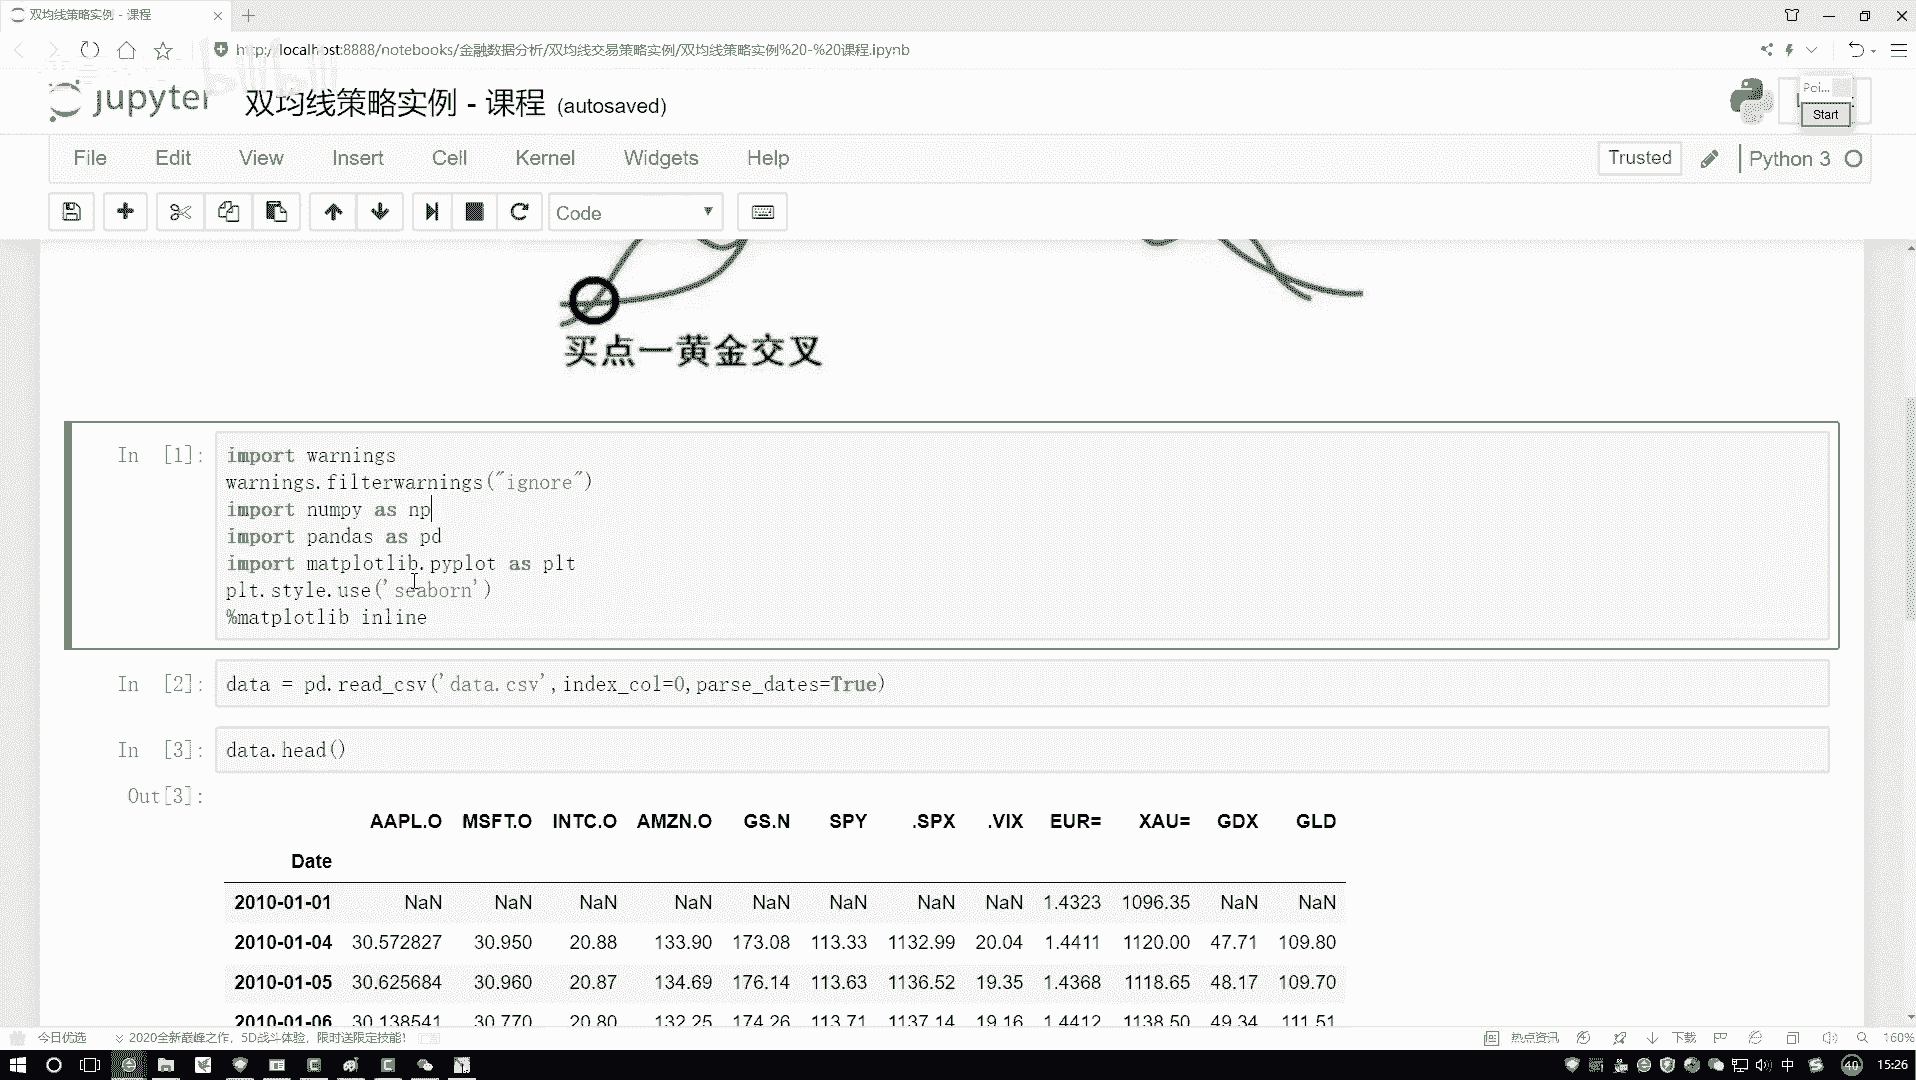 双均线策略实例 - 课程
http://localhost:8888/notebooks/金融数据分析/双均线交易策略实例/双均线策略实例%20-%20课程.ipynb
jupyter 双均线策略实例 - 课程 (autosaved)
Poi...
Start
File Edit View Insert Cell Kernel Widgets Help
Trusted Python 3
Code
买点一黄金交叉
In [1]: import warnings
warnings.filterwarnings("ignore")
import numpy as np
import pandas as pd
import matplotlib.pyplot as plt
plt.style.use('seaborn')
%matplotlib inline
In [2]: data = pd.read_csv('data.csv',index_col=0,parse_dates=True)
In [3]: data.head()
Out[3]:
AAPL.O MSFT.O INTC.O AMZN.O GS.N SPY .SPX .VIX EUR= XAU= GDX GLD
Date
2010-01-01 NaN NaN NaN NaN NaN NaN NaN NaN 1.4323 1096.35 NaN NaN
2010-01-04 30.572827 30.950 20.88 133.90 173.08 113.33 1132.99 20.04 1.4411 1120.00 47.71 109.80
2010-01-05 30.625684 30.960 20.87 134.69 176.14 113.63 1136.52 19.35 1.4368 1118.65 48.17 109.70
2010-01-06 30.138541 30.770 20.80 132.25 174.26 113.71 1137.14 19.16 1.4412 1138.50 49.34 111.51
今日优选 2020全新巅峰之作，5D战斗体验，限时送限定技能！ 热点资讯 下载 160%
中 40 15:26